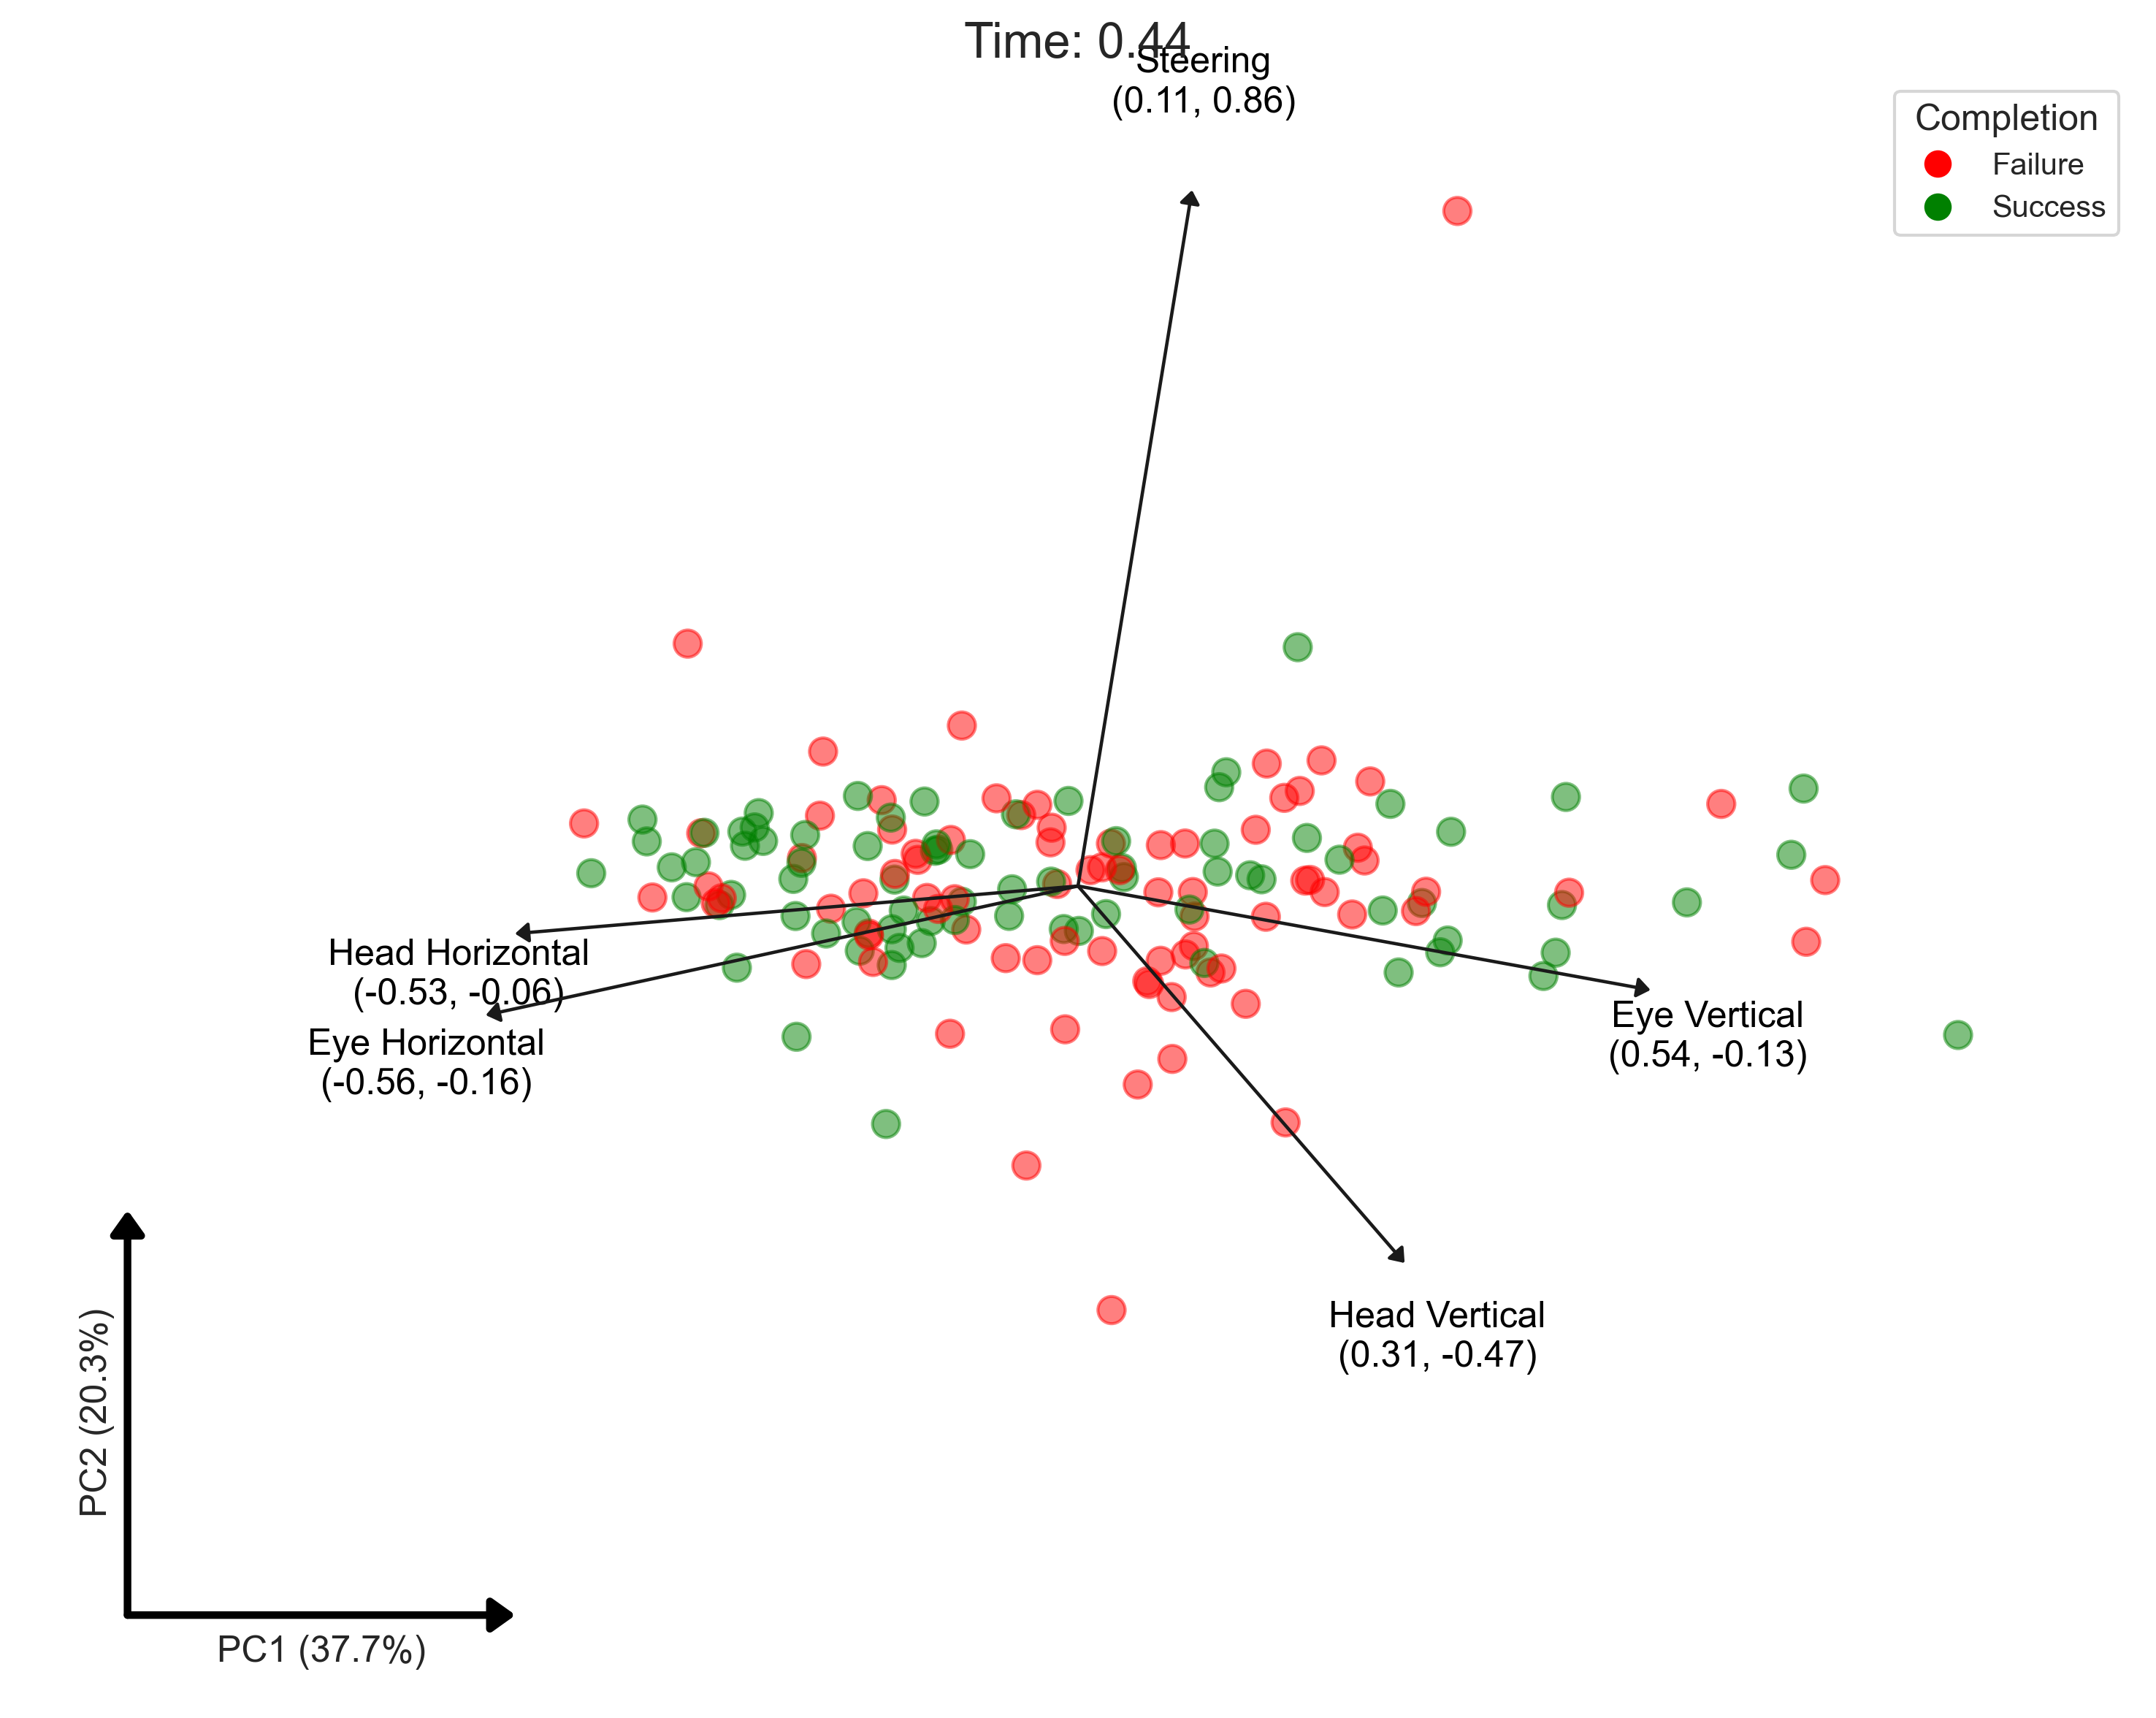 Time: 0.44
Steering
(0.11, 0.86)
Completion
Failure
Success
Head Horizontal
(-0.53, -0.06)
Eye Horizontal
(-0.56, -0.16)
Eye Vertical
(0.54, -0.13)
Head Vertical
(0.31, -0.47)
PC2 (20.3%)
PC1 (37.7%)